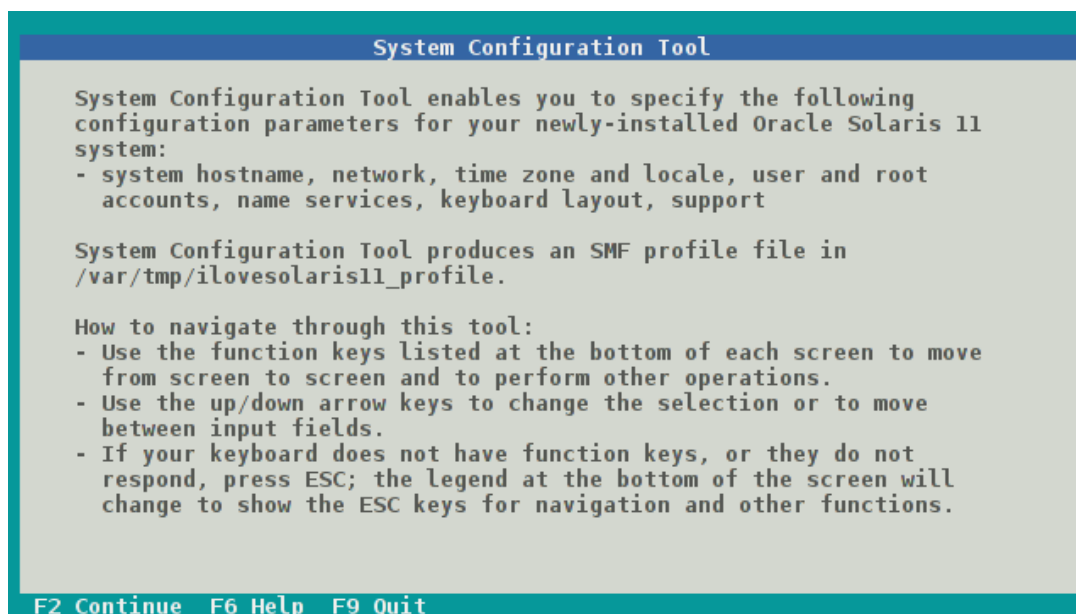 System Configuration Tool
System Configuration Tool enables you to specify the following
configuration parameters for your newly-installed Oracle Solaris 11
system:
- system hostname, network, time zone and locale, user and root
accounts, name services, keyboard layout, support
System Configuration Tool produces an SMF profile file in
/var/tmp/ilovesolaris11_profile.
How to navigate through this tool:
- Use the function keys listed at the bottom of each screen to move
from screen to screen and to perform other operations.
- Use the up/down arrow keys to change the selection or to move
between input fields.
- If your keyboard does not have function keys, or they do not
respond, press ESC; the legend at the bottom of the screen will
change to show the ESC keys for navigation and other functions.
F2 Continue F6 Help F9 Quit